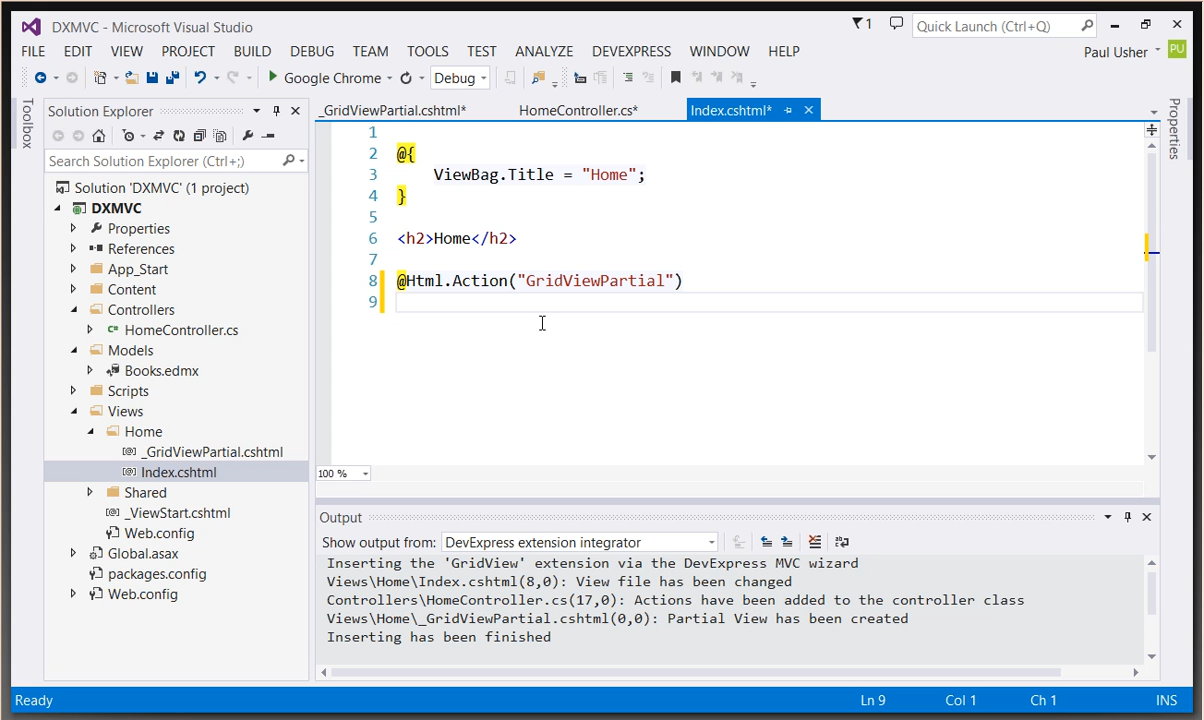 DXMVC - Microsoft Visual Studio
1
Quick Launch (Ctrl+Q)
FILE EDIT VIEW PROJECT BUILD DEBUG TEAM TOOLS TEST ANALYZE DEVEXPRESS WINDOW HELP
Paul Usher
PU
Google Chrome
Debug
Toolbox
Solution Explorer
Search Solution Explorer (Ctrl+;)
Solution 'DXMVC' (1 project)
DXMVC
Properties
References
App_Start
Content
Controllers
HomeController.cs
Models
Books.edmx
Scripts
Views
Home
_GridViewPartial.cshtml
Index.cshtml
Shared
_ViewStart.cshtml
Web.config
Global.asax
packages.config
Web.config
_GridViewPartial.cshtml* HomeController.cs* Index.cshtml*
1
2 @{
3 ViewBag.Title = "Home";
4 }
5
6 <h2>Home</h2>
7
8 @Html.Action("GridViewPartial")
9
100 %
Properties
Output
Show output from: DevExpress extension integrator
Inserting the 'GridView' extension via the DevExpress MVC wizard
Views\Home\Index.cshtml(8,0): View file has been changed
Controllers\HomeController.cs(17,0): Actions have been added to the controller class
Views\Home\_GridViewPartial.cshtml(0,0): Partial View has been created
Inserting has been finished
Ready
Ln 9 Col 1 Ch 1 INS